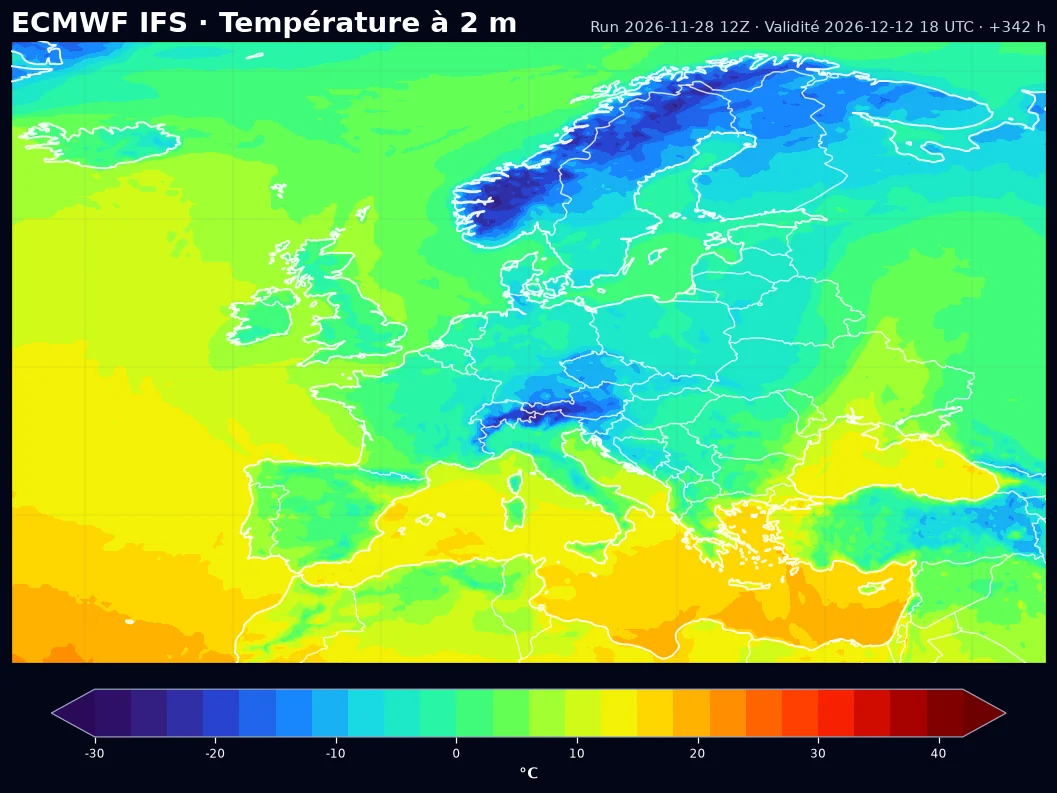 ECMWF IFS · Température à 2 m
Run 2026-11-28 12Z · Validité 2026-12-12 18 UTC · +342 h
-30 -20 -10 0 10 20 30 40
°C